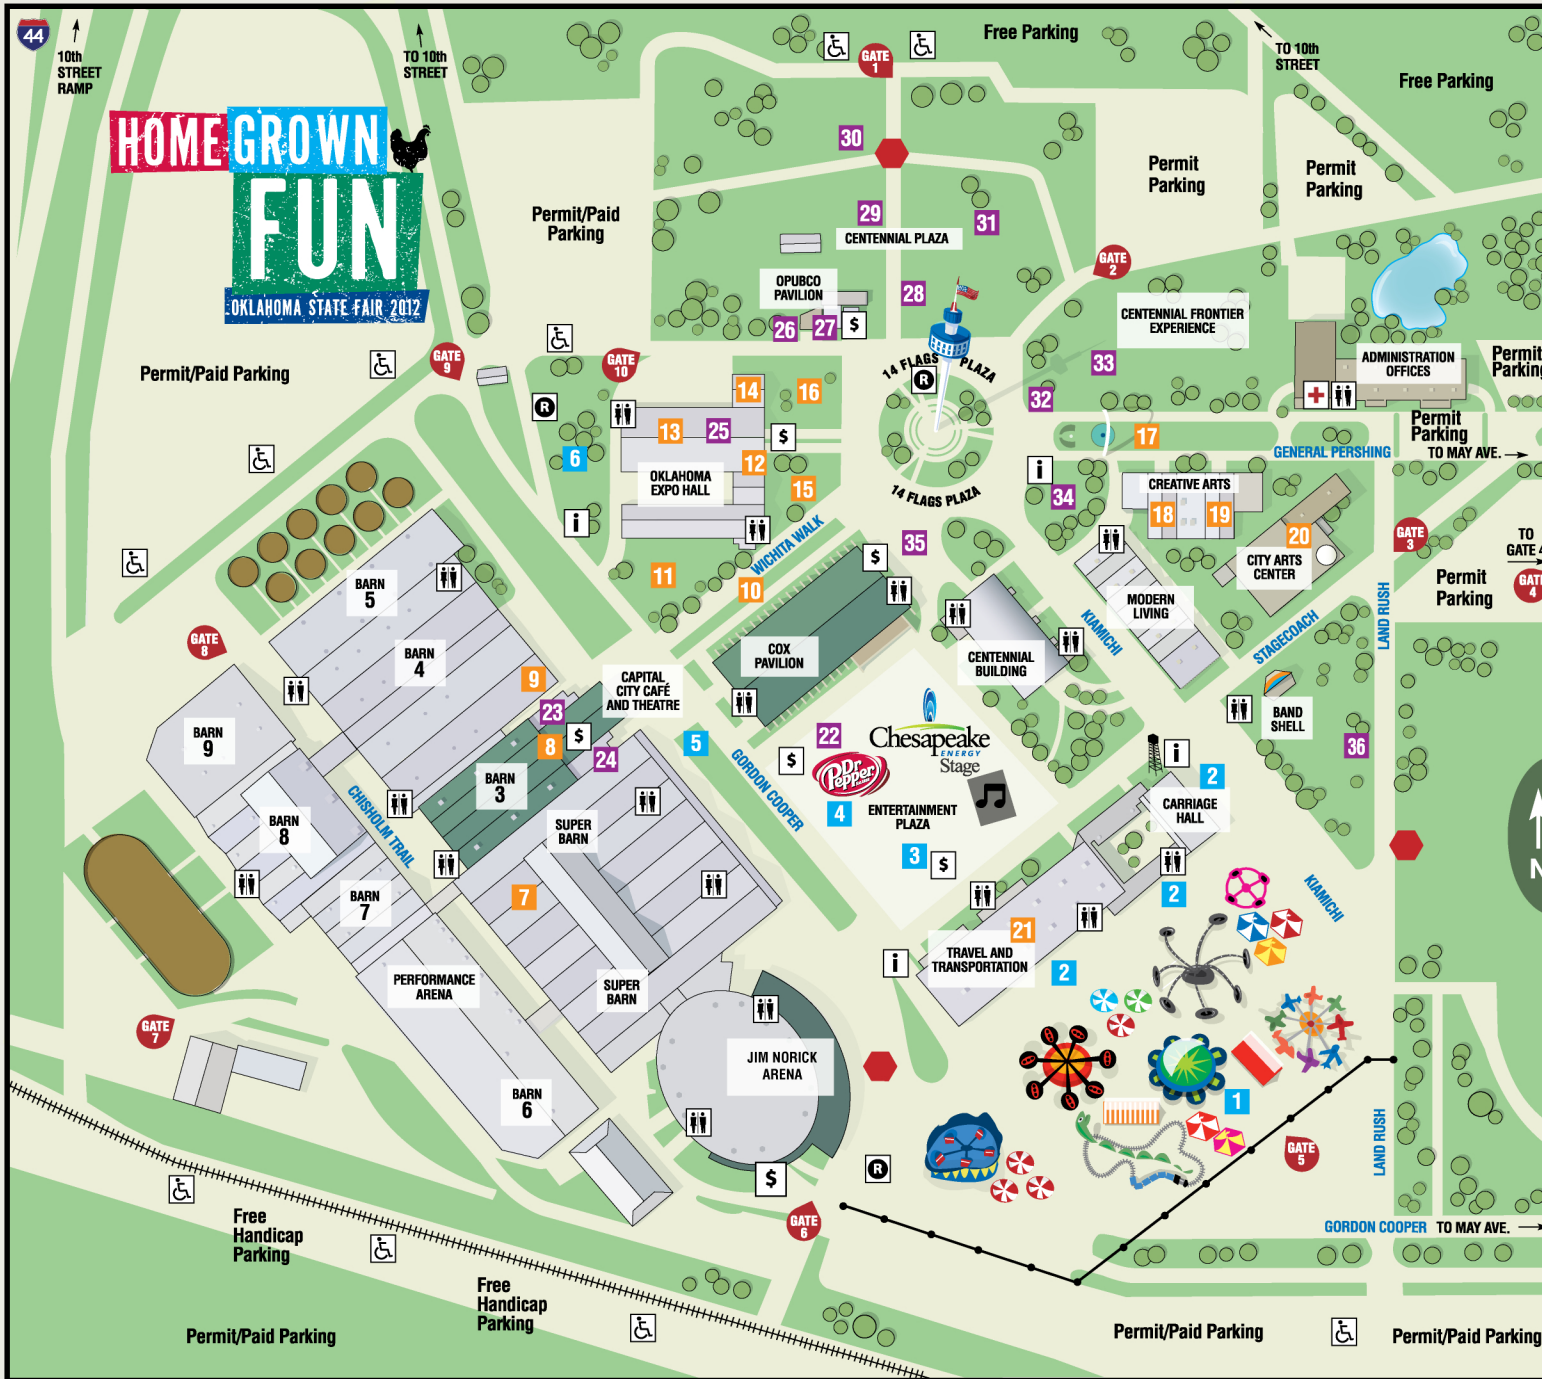 44
10th
STREET
RAMP
TO 10th
STREET
HOMEGROWN
FUN
OKLAHOMA STATE FAIR 2012
GATE
1
Free Parking
TO 10th
STREET
Free Parking
30
Permit
Parking
Permit
Parking
Permit/Paid
Parking
29
31
CENTENNIAL PLAZA
GATE
2
OPUBCO
PAVILION
28
26
27
$
CENTENNIAL FRONTIER
EXPERIENCE
33
32
14 FLAGS PLAZA
R
14 FLAGS PLAZA
ADMINISTRATION
OFFICES
Permit
Parking
Permit
Parking
TO MAY AVE.
GENERAL PERSHING
17
Permit/Paid Parking
GATE
9
GATE
10
R
6
i
14
16
13
25
$
12
OKLAHOMA
EXPO HALL
15
11
10
WICHITA WALK
i
34
CREATIVE ARTS
18
19
20
CITY ARTS
CENTER
GATE
3
TO
GATE 4
GATE
4
Permit
Parking
35
$
COX
PAVILION
CENTENNIAL
BUILDING
MODERN
LIVING
KIAMICHI
STAGECOACH
LAND RUSH
BARN
5
BARN
4
GATE
8
BARN
9
9
23
8
$
24
CAPITAL
CITY CAFÉ
AND THEATRE
BARN
3
5
GORDON COOPER
22
$
Chesapeake
ENERGY
Stage
Dr
Pepper
4
ENTERTAINMENT
PLAZA
3
$
BAND
SHELL
36
i
2
CARRIAGE
HALL
2
BARN
8
CHISHOLM TRAIL
SUPER
BARN
7
BARN
7
PERFORMANCE
ARENA
SUPER
BARN
21
TRAVEL AND
TRANSPORTATION
i
2
KIAMICHI
N
GATE
7
BARN
6
JIM NORICK
ARENA
$
R
1
GATE
5
LAND RUSH
GATE
6
GORDON COOPER
TO MAY AVE.
Free
Handicap
Parking
Free
Handicap
Parking
Permit/Paid Parking
Permit/Paid Parking
Permit/Paid Parking